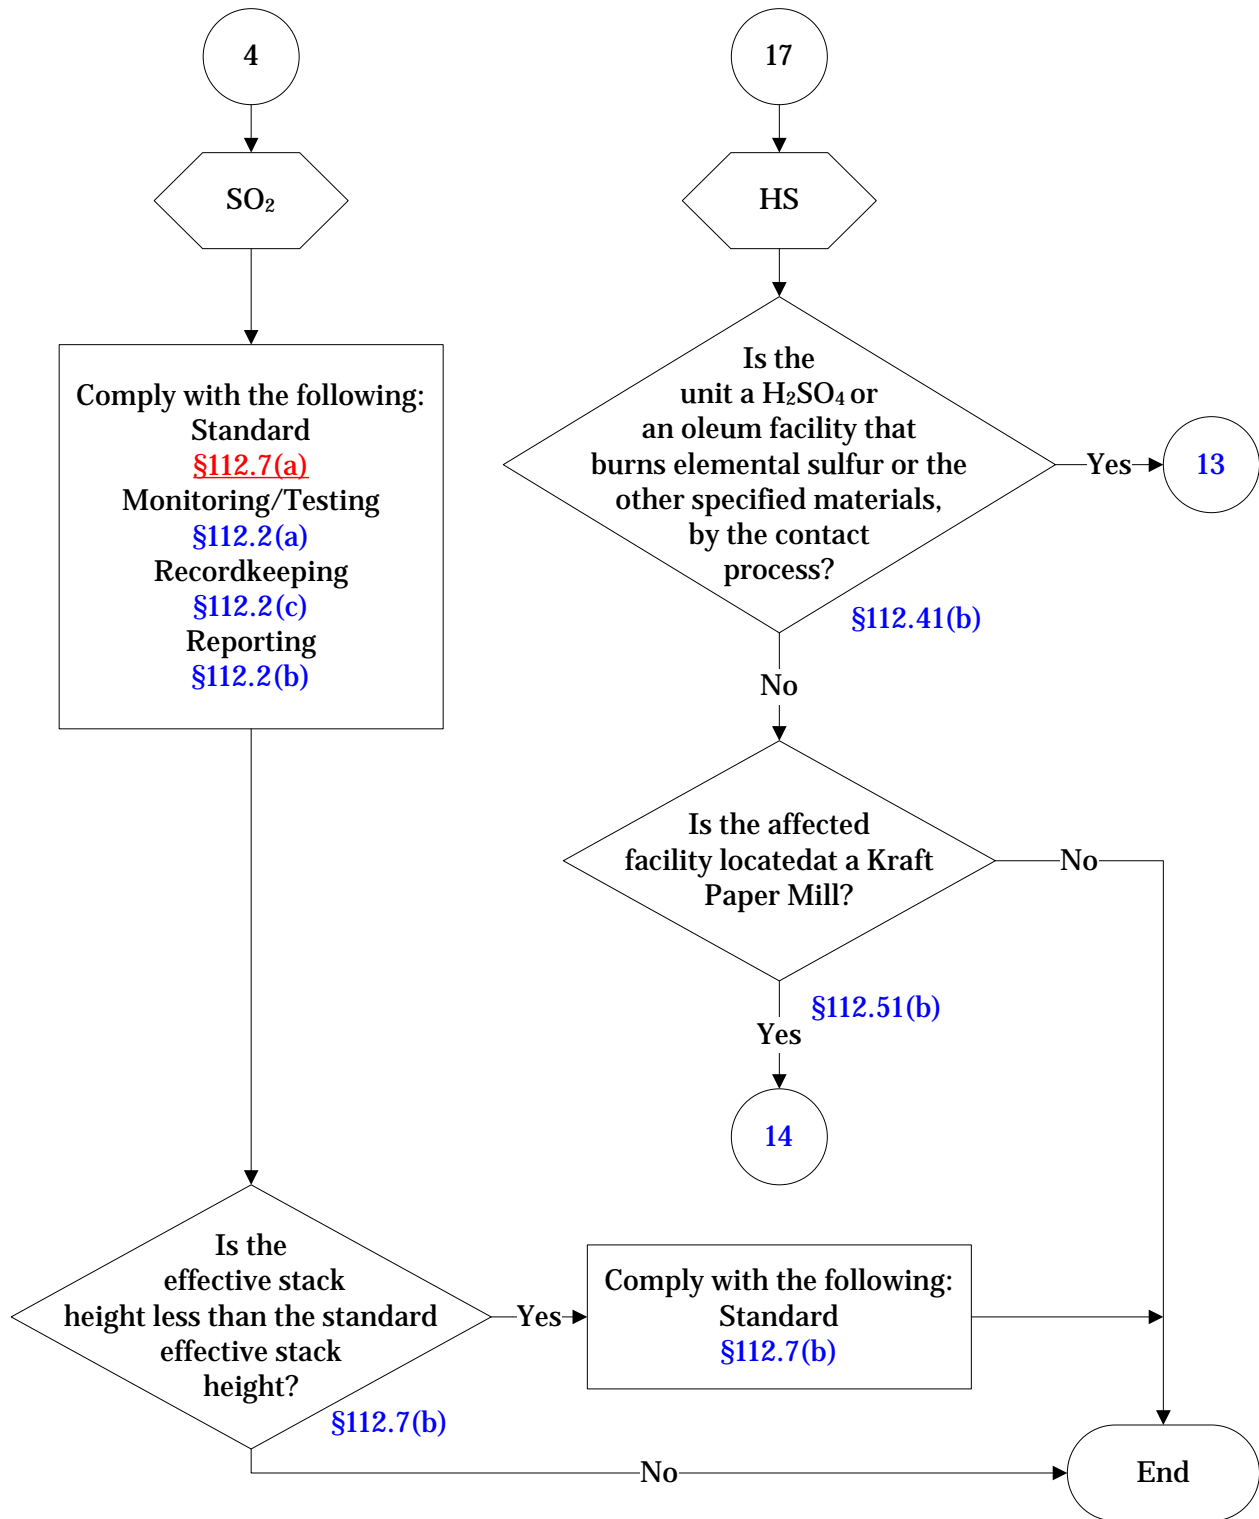 4
SO₂
Comply with the following:
Standard
§112.7(a)
Monitoring/Testing
§112.2(a)
Recordkeeping
§112.2(c)
Reporting
§112.2(b)
Is the
effective stack
height less than the standard
effective stack
height?
§112.7(b)
Yes
Comply with the following:
Standard
§112.7(b)
No
17
HS
Is the
unit a H₂SO₄ or
an oleum facility that
burns elemental sulfur or the
other specified materials,
by the contact
process?
§112.41(b)
Yes
13
No
Is the affected
facility locatedat a Kraft
Paper Mill?
§112.51(b)
No
Yes
14
End